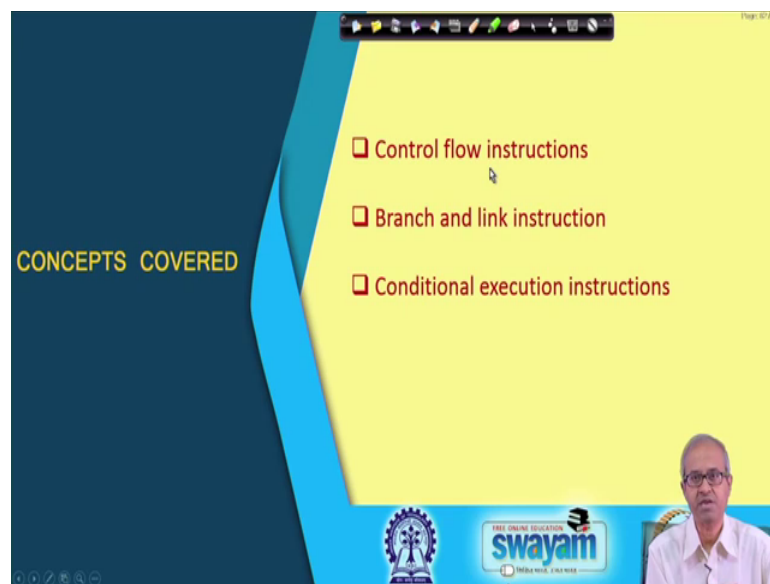 CONCEPTS COVERED
❑ Control flow instructions
❑ Branch and link instruction
❑ Conditional execution instructions
FREE ONLINE EDUCATION
swayam